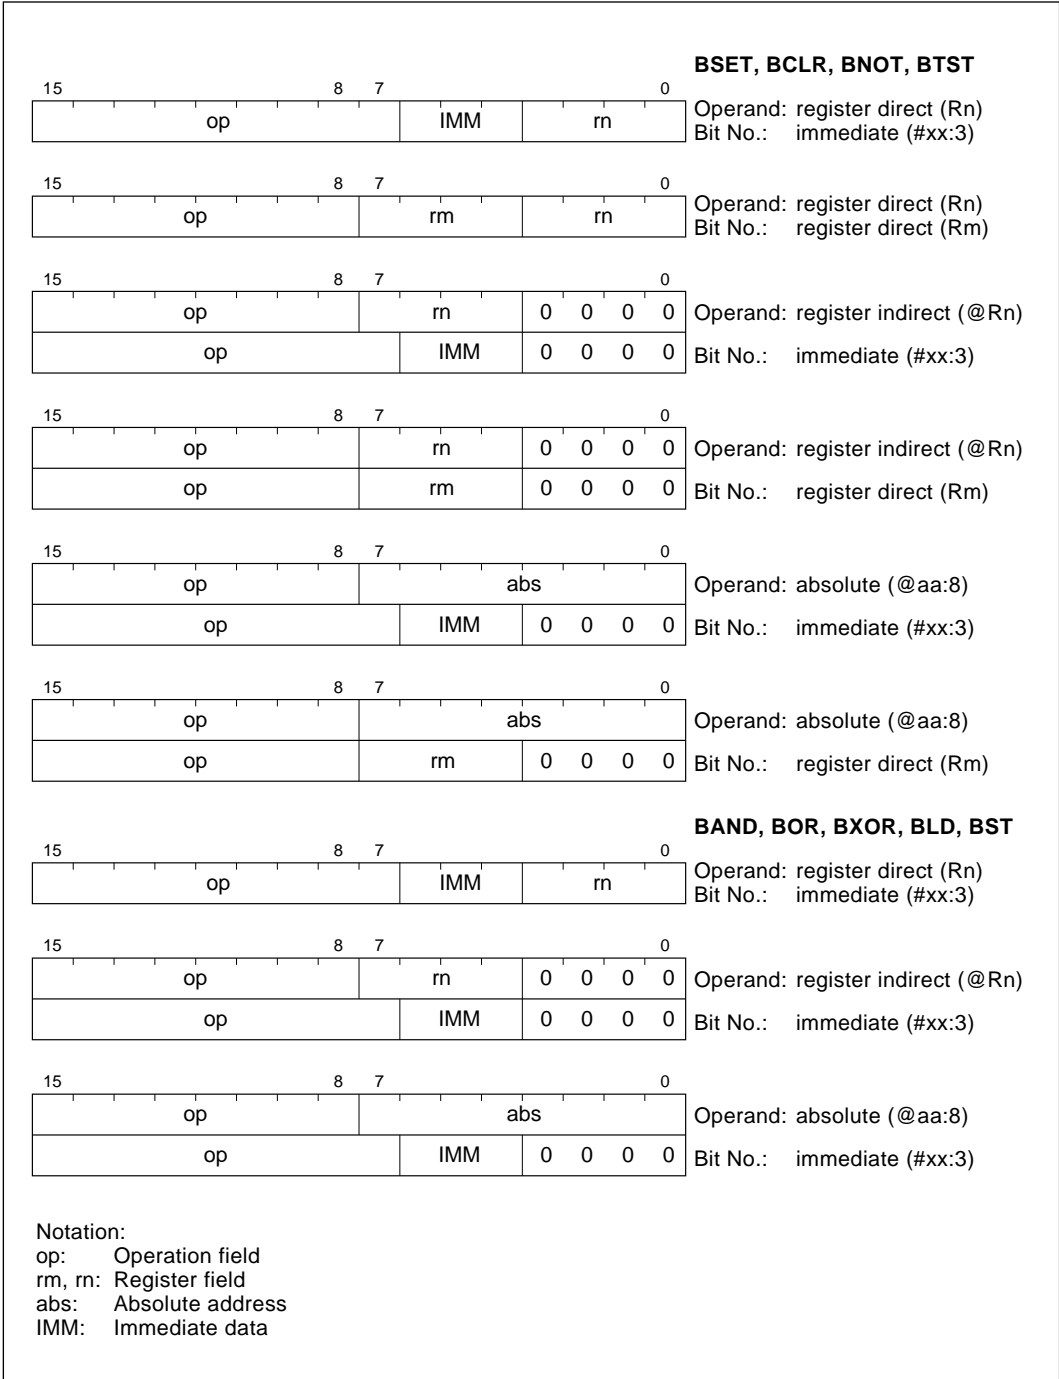 BSET, BCLR, BNOT, BTST
15 8 7 0
op IMM rn
Operand: register direct (Rn)
Bit No.: immediate (#xx:3)
15 8 7 0
op rm rn
Operand: register direct (Rn)
Bit No.: register direct (Rm)
15 8 7 0
op rn 0 0 0 0 Operand: register indirect (@Rn)
op IMM 0 0 0 0 Bit No.: immediate (#xx:3)
15 8 7 0
op rn 0 0 0 0 Operand: register indirect (@Rn)
op rm 0 0 0 0 Bit No.: register direct (Rm)
15 8 7 0
op abs Operand: absolute (@aa:8)
op IMM 0 0 0 0 Bit No.: immediate (#xx:3)
15 8 7 0
op abs Operand: absolute (@aa:8)
op rm 0 0 0 0 Bit No.: register direct (Rm)
BAND, BOR, BXOR, BLD, BST
15 8 7 0
op IMM rn
Operand: register direct (Rn)
Bit No.: immediate (#xx:3)
15 8 7 0
op rn 0 0 0 0 Operand: register indirect (@Rn)
op IMM 0 0 0 0 Bit No.: immediate (#xx:3)
15 8 7 0
op abs Operand: absolute (@aa:8)
op IMM 0 0 0 0 Bit No.: immediate (#xx:3)
Notation:
op: Operation field
rm, rn: Register field
abs: Absolute address
IMM: Immediate data